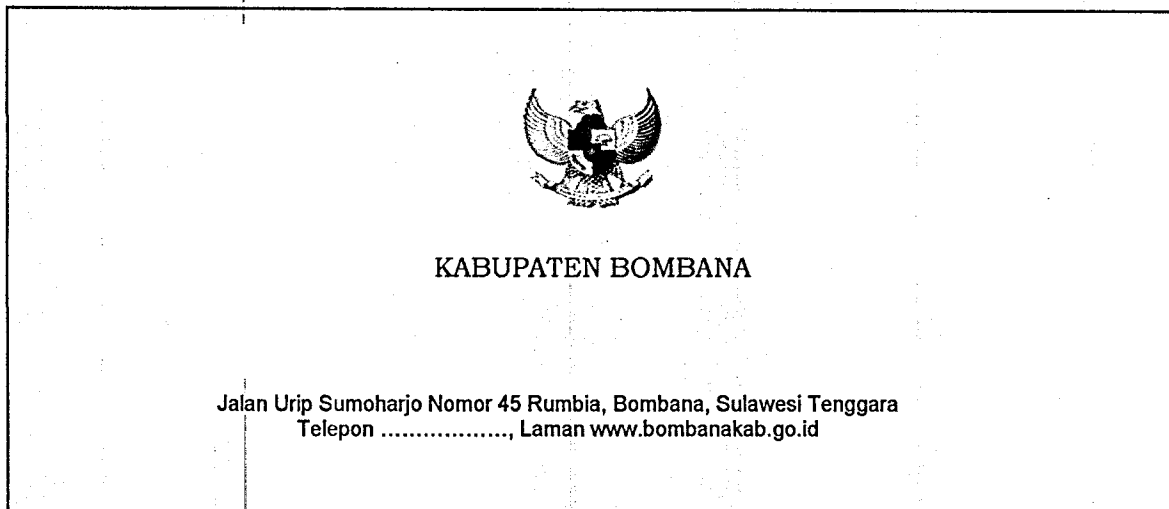 KABUPATEN BOMBANA
Jalan Urip Sumoharjo Nomor 45 Rumbia, Bombana, Sulawesi Tenggara
Telepon .................., Laman www.bombanakab.go.id